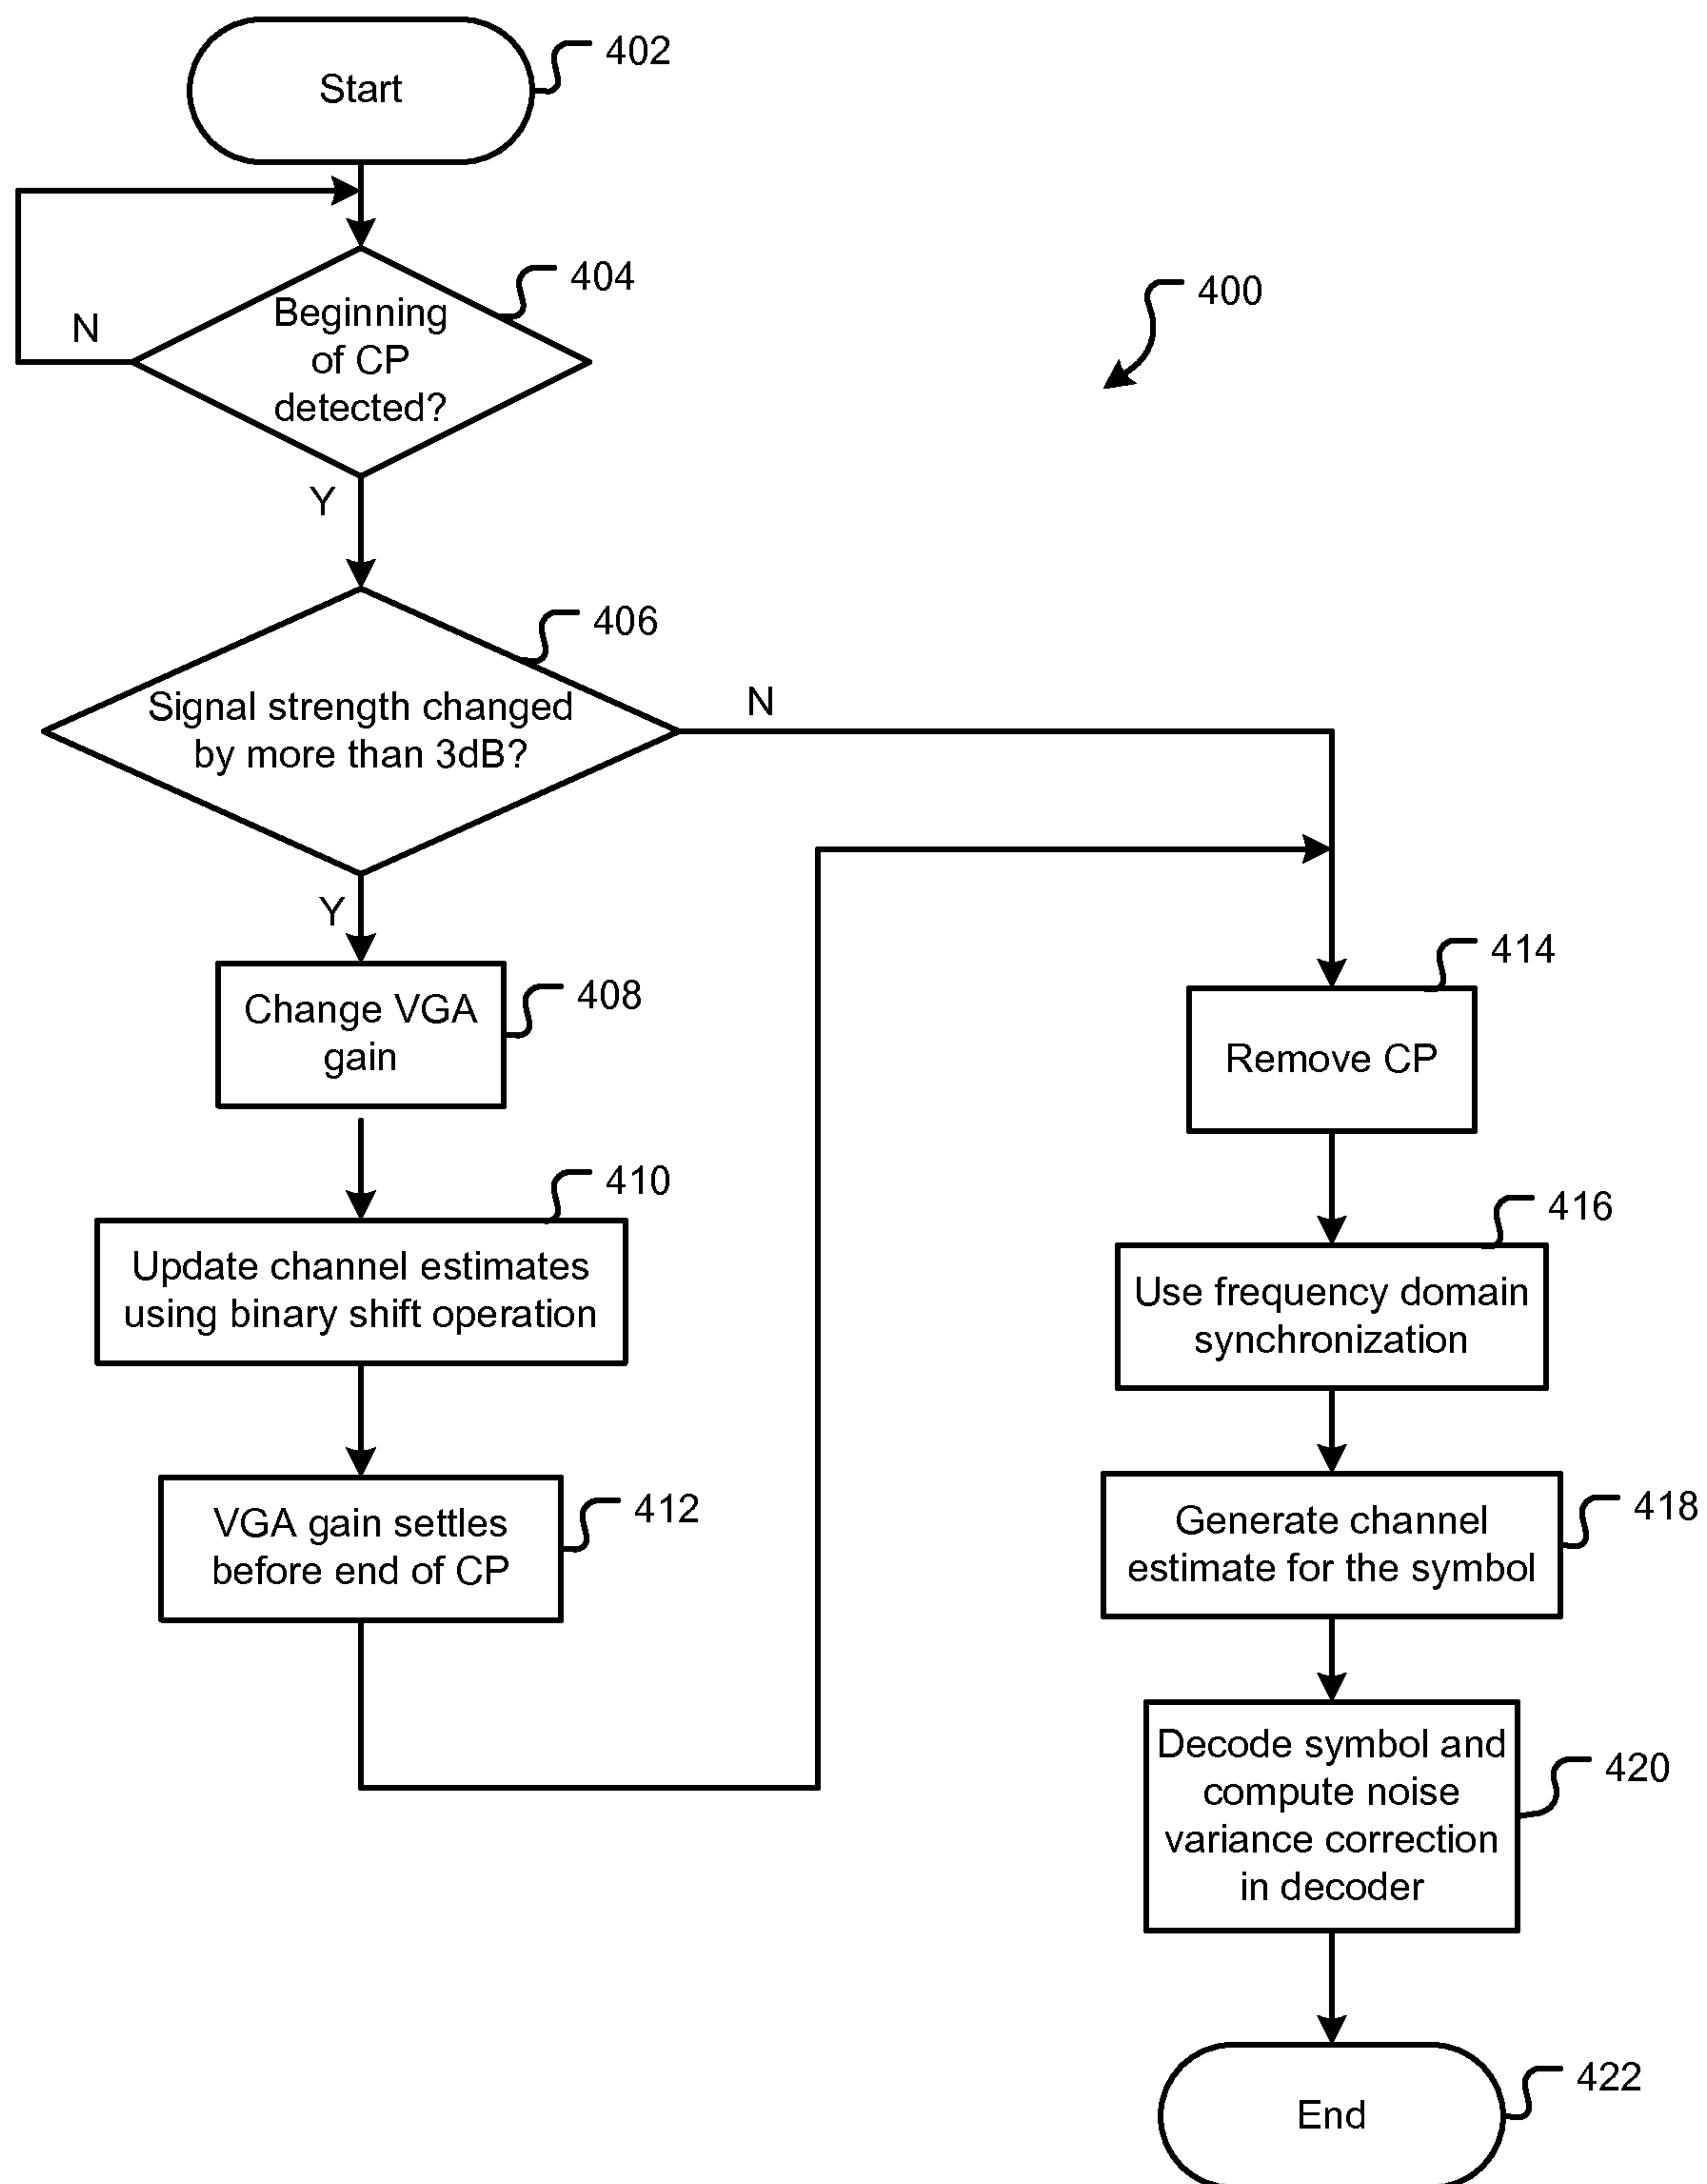 Start
402
Beginning
of CP
detected?
404
N
400
Y
Signal strength changed
by more than 3dB?
406
N
Y
Change VGA
gain
408
Update channel estimates
using binary shift operation
410
VGA gain settles
before end of CP
412
Remove CP
414
Use frequency domain
synchronization
416
Generate channel
estimate for the symbol
418
Decode symbol and
compute noise
variance correction
in decoder
420
End
422